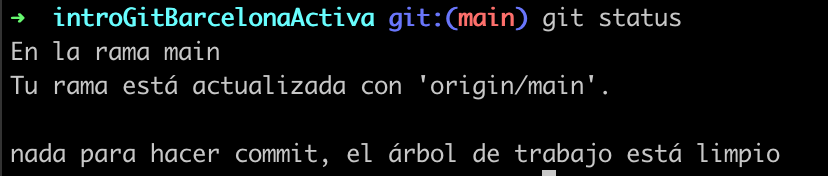 ➜ introGitBarcelonaActiva git:(main) git status
En la rama main
Tu rama está actualizada con 'origin/main'.
nada para hacer commit, el árbol de trabajo está limpio